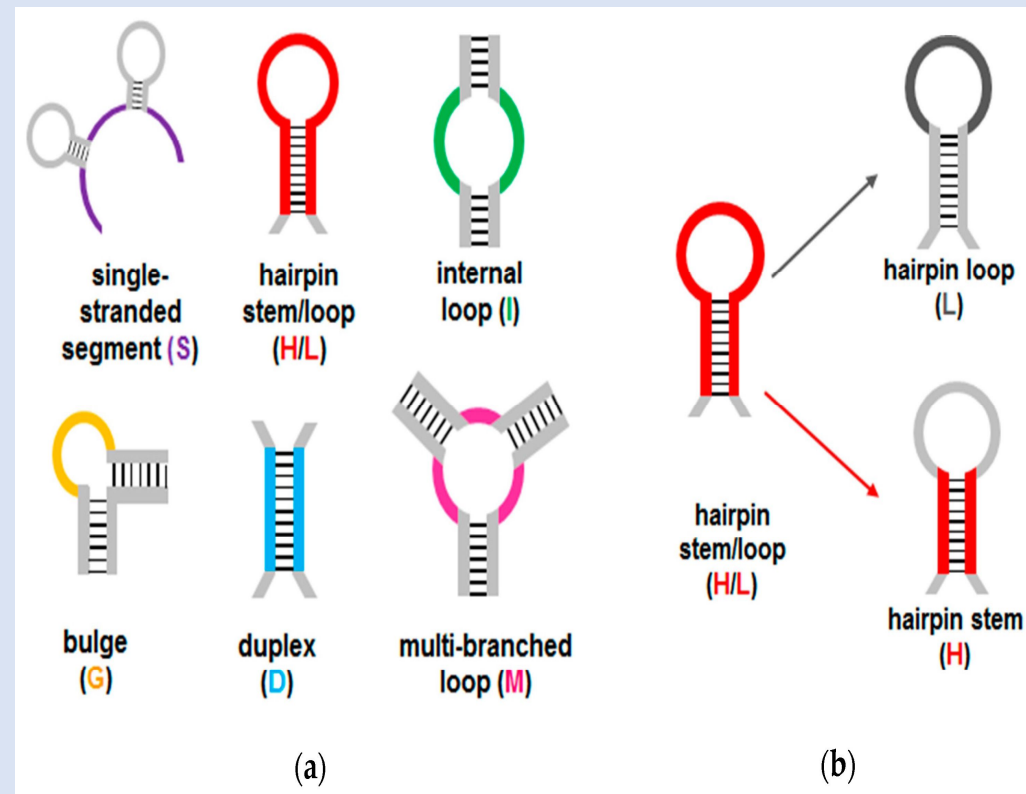 single-
stranded
segment (S)
hairpin
stem/loop
(H/L)
internal
loop (I)
bulge
(G)
duplex
(D)
multi-branched
loop (M)
(a)
hairpin
stem/loop
(H/L)
hairpin loop
(L)
hairpin stem
(H)
(b)